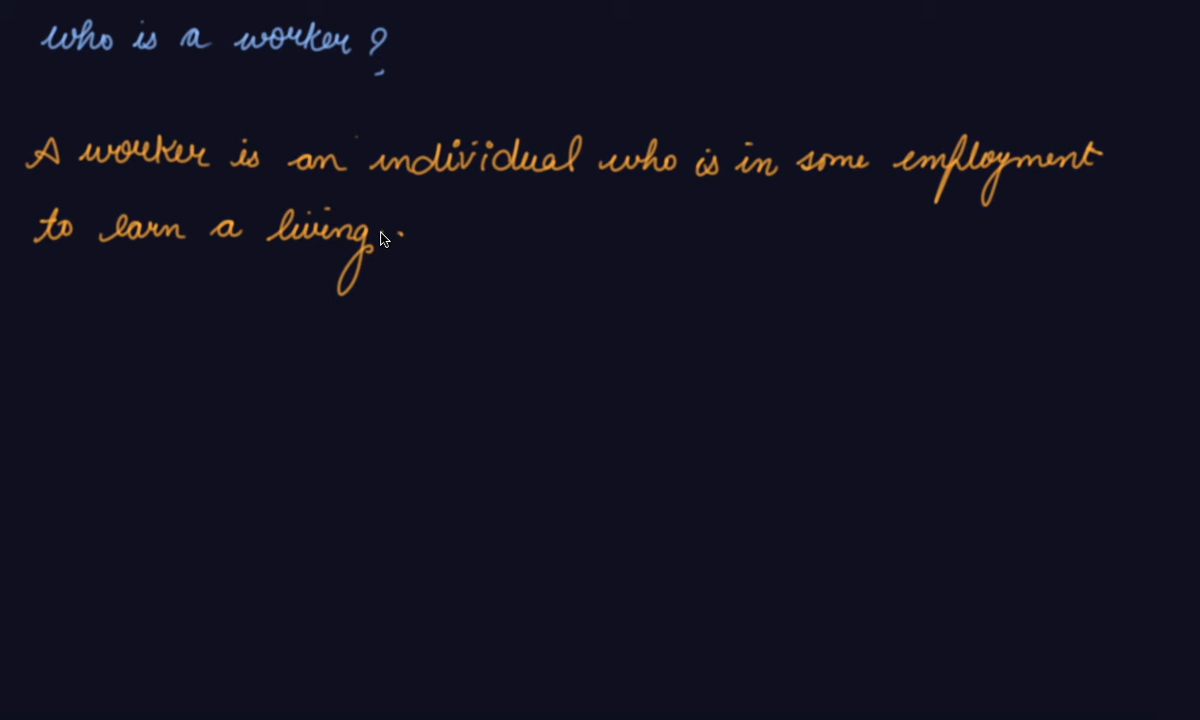 who is a worker ?
A worker is an individual who is in some employment
to earn a living.